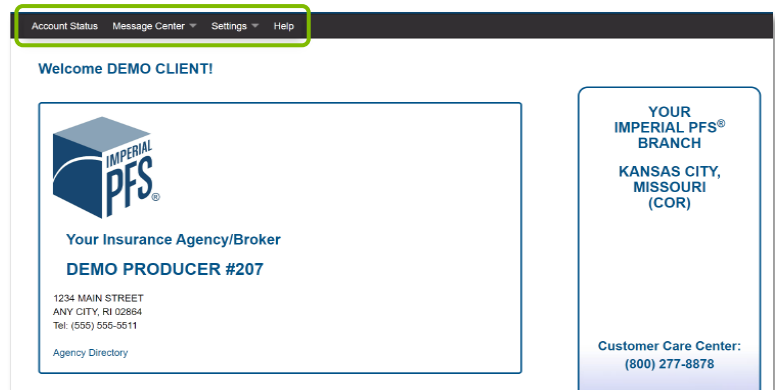 Account Status Message Center Settings Help
Welcome DEMO CLIENT!
IMPERIAL
PFS®
Your Insurance Agency/Broker
DEMO PRODUCER #207
1234 MAIN STREET
ANY CITY, RI 02864
Tel: (555) 555-5511
Agency Directory
YOUR
IMPERIAL PFS®
BRANCH
KANSAS CITY,
MISSOURI
(COR)
Customer Care Center:
(800) 277-8878